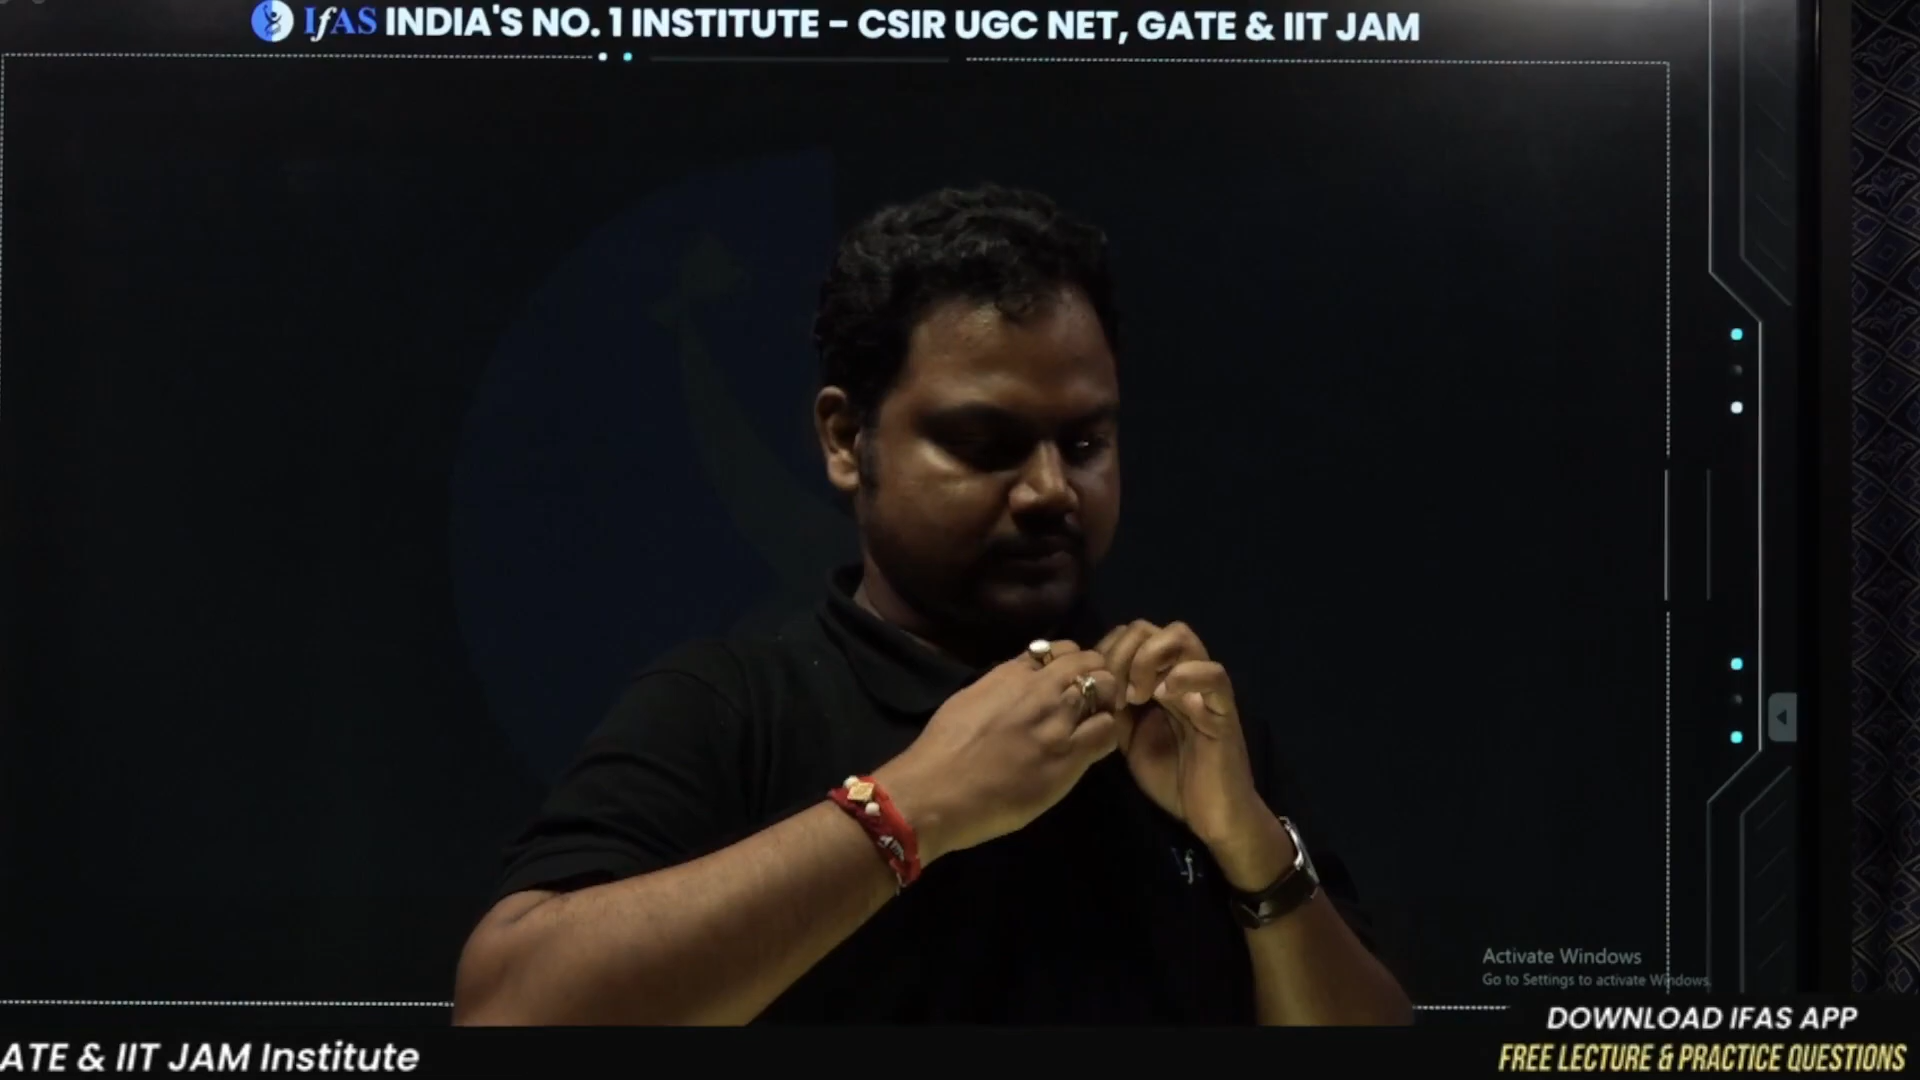 IfAS INDIA'S NO. 1 INSTITUTE - CSIR UGC NET, GATE & IIT JAM
If
Activate Windows
Go to Settings to activate Windows.
DOWNLOAD IFAS APP
ATE & IIT JAM Institute
FREE LECTURE & PRACTICE QUESTIONS